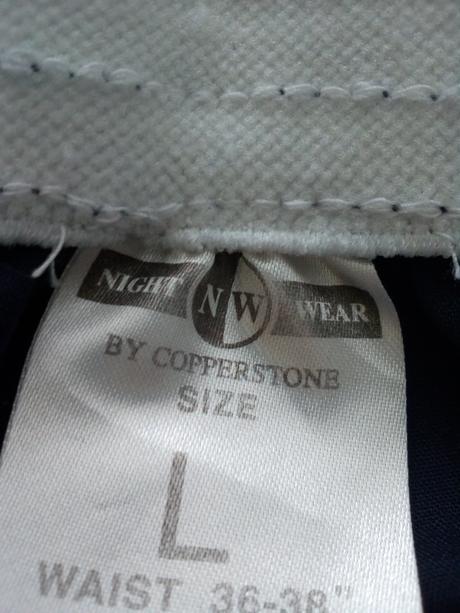 NIGHT NW WEAR
BY COPPERSTONE
SIZE
L
WAIST 36-38"